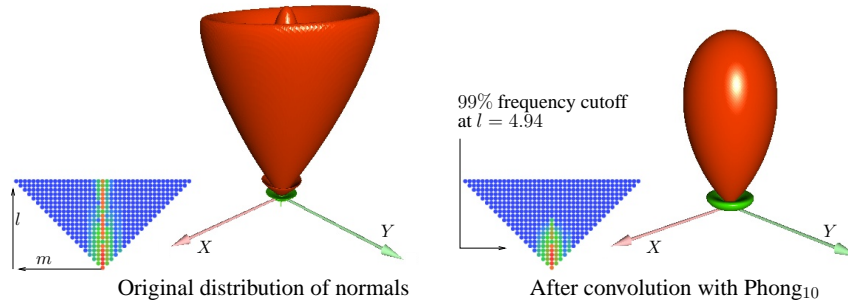 99% frequency cutoff
at l = 4.94
l
m
X
Y
X
Y
Original distribution of normals
After convolution with Phong₁₀